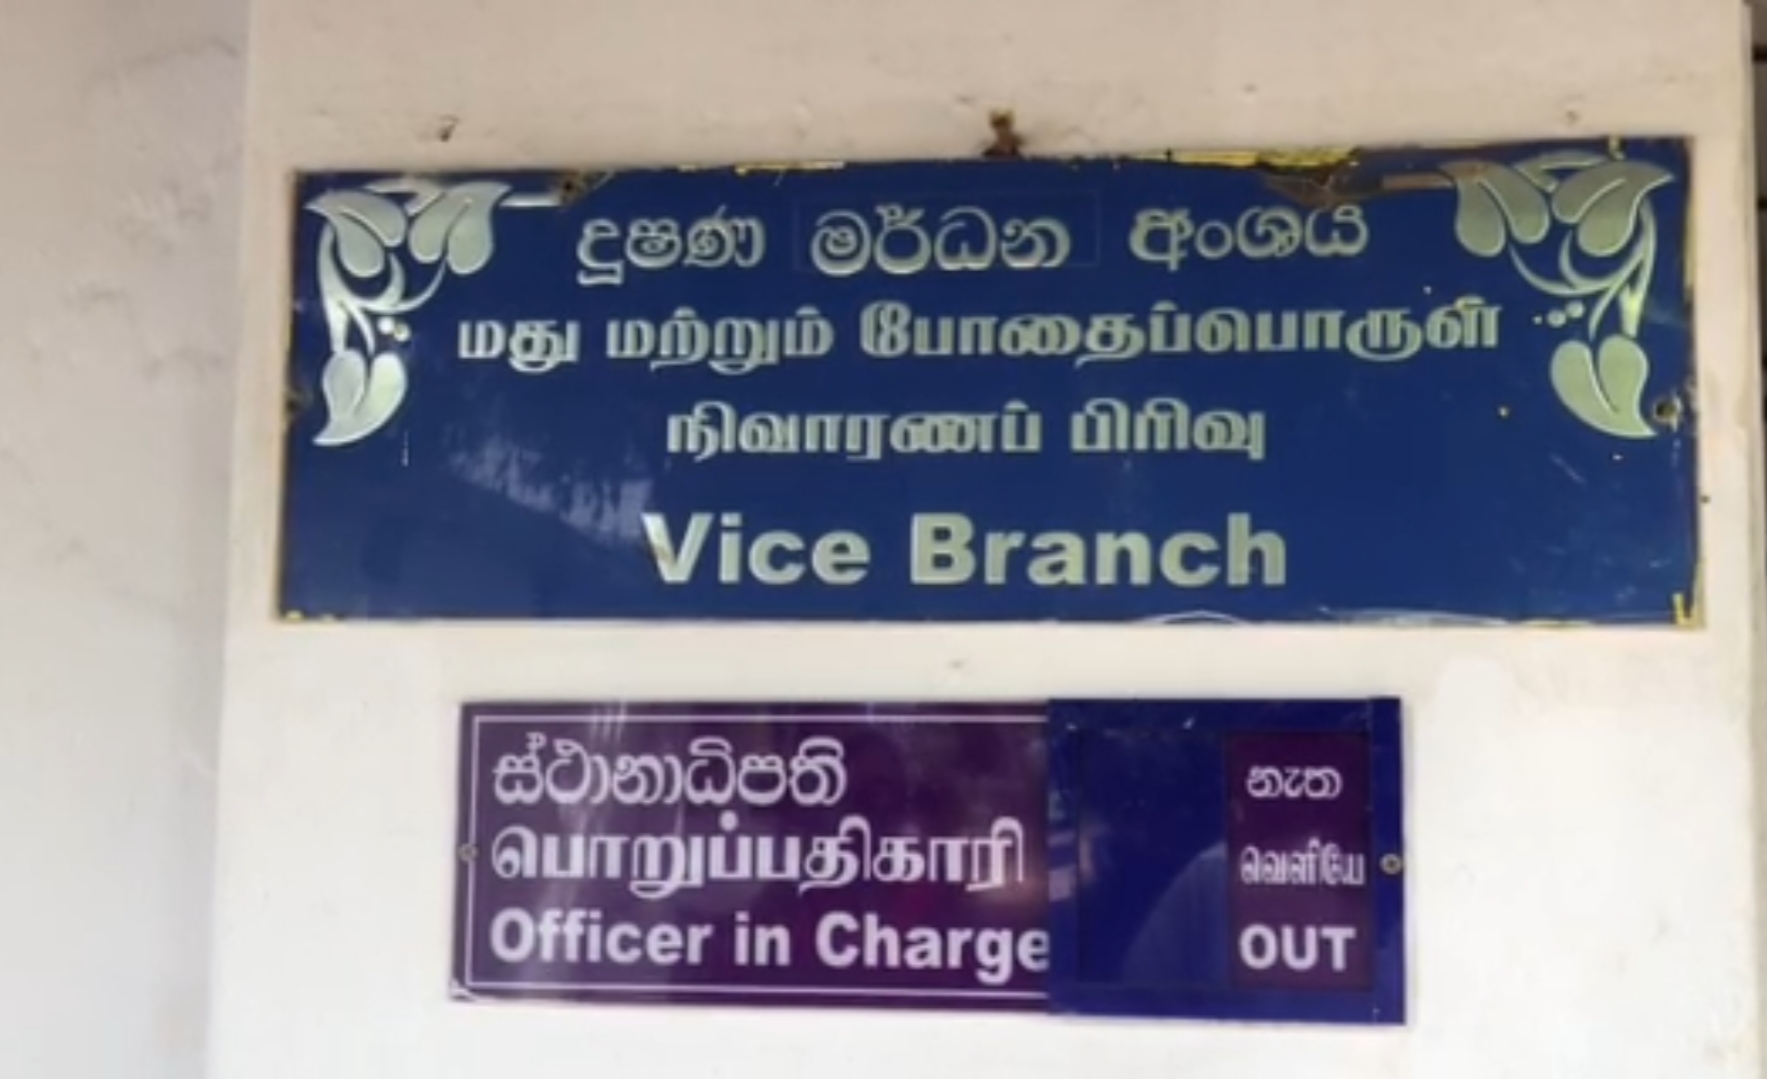 දූෂණ මර්ධන අංශය
மது மற்றும் போதைப்பொருள்
நிவாரணப் பிரிவு
Vice Branch
ස්ථානාධිපති
பொறுப்பதிகாரி
Officer in Charge
නැත
வெளியே
OUT